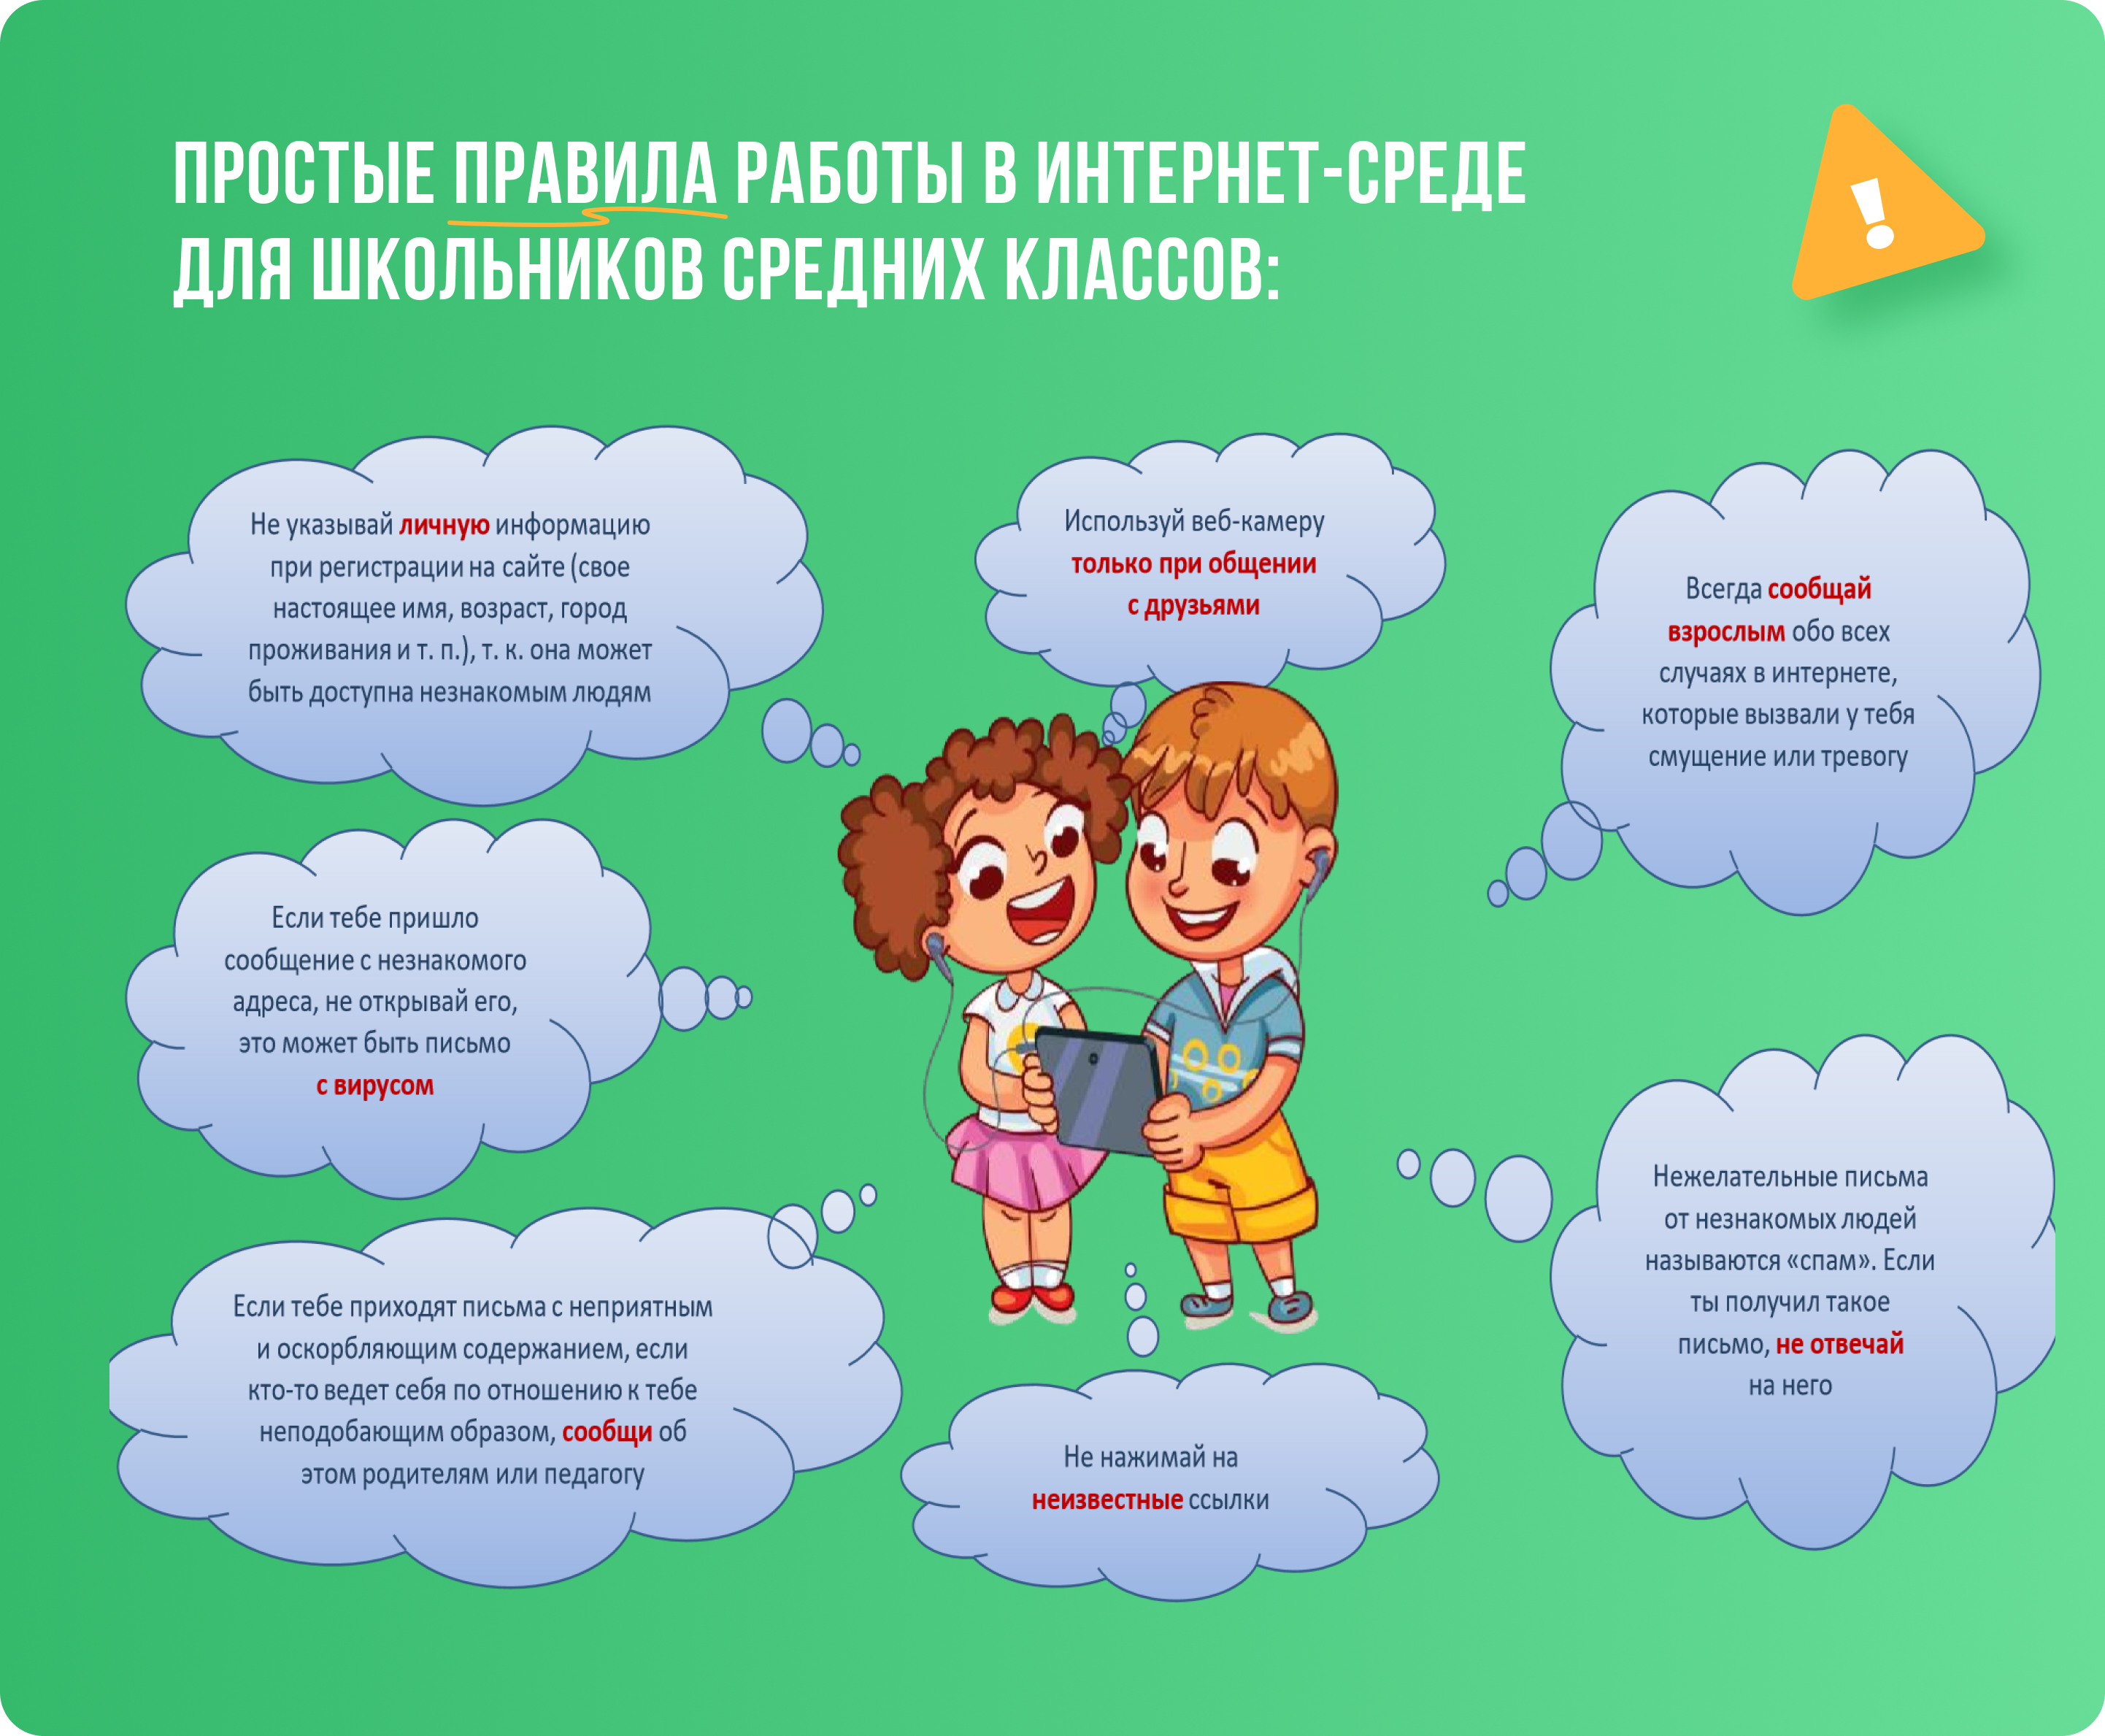 ПРОСТЫЕ ПРАВИЛА РАБОТЫ В ИНТЕРНЕТ-СРЕДЕ
ДЛЯ ШКОЛЬНИКОВ СРЕДНИХ КЛАССОВ:
!
Не указывай личную информацию
при регистрации на сайте (свое
настоящее имя, возраст, город
проживания и т. п.), т. к. она может
быть доступна незнакомым людям
Используй веб-камеру
только при общении
с друзьями
Всегда сообщай
взрослым обо всех
случаях в интернете,
которые вызвали у тебя
смущение или тревогу
Если тебе пришло
сообщение с незнакомого
адреса, не открывай его,
это может быть письмо
с вирусом
Нежелательные письма
от незнакомых людей
называются «спам». Если
ты получил такое
письмо, не отвечай
на него
Если тебе приходят письма с неприятным
и оскорбляющим содержанием, если
кто-то ведет себя по отношению к тебе
неподобающим образом, сообщи об
этом родителям или педагогу
Не нажимай на
неизвестные ссылки